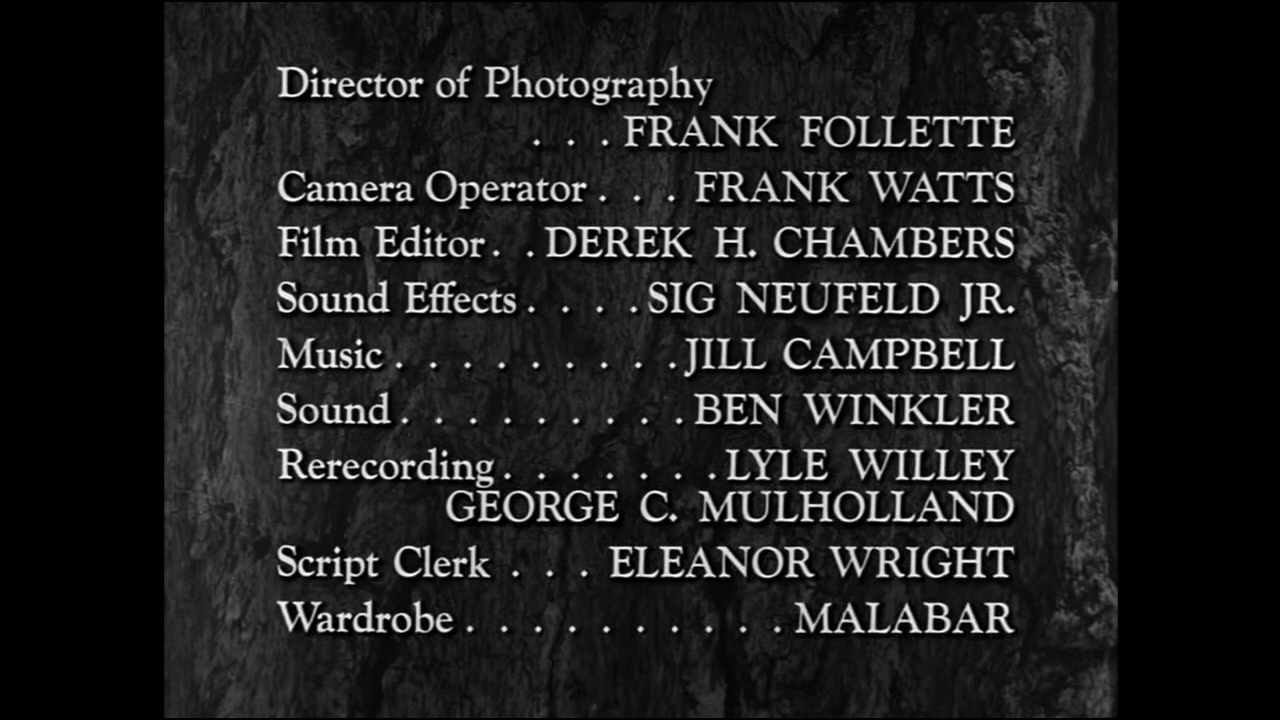 Director of Photography
. . . FRANK FOLLETTE
Camera Operator . . . FRANK WATTS
Film Editor . . DEREK H. CHAMBERS
Sound Effects . . . . SIG NEUFELD JR.
Music . . . . . . . . . JILL CAMPBELL
Sound . . . . . . . . . BEN WINKLER
Rerecording . . . . . . . LYLE WILLEY
GEORGE C. MULHOLLAND
Script Clerk . . . ELEANOR WRIGHT
Wardrobe . . . . . . . . . . MALABAR